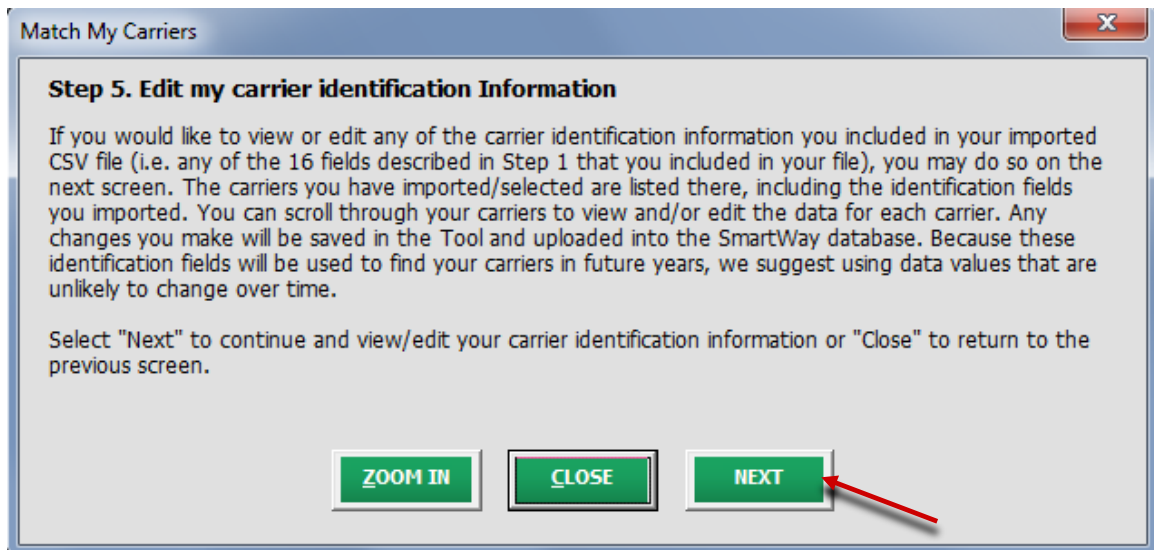 Match My Carriers
X
Step 5. Edit my carrier identification Information
If you would like to view or edit any of the carrier identification information you included in your imported
CSV file (i.e. any of the 16 fields described in Step 1 that you included in your file), you may do so on the
next screen. The carriers you have imported/selected are listed there, including the identification fields
you imported. You can scroll through your carriers to view and/or edit the data for each carrier. Any
changes you make will be saved in the Tool and uploaded into the SmartWay database. Because these
identification fields will be used to find your carriers in future years, we suggest using data values that are
unlikely to change over time.
Select "Next" to continue and view/edit your carrier identification information or "Close" to return to the
previous screen.
ZOOM IN
CLOSE
NEXT